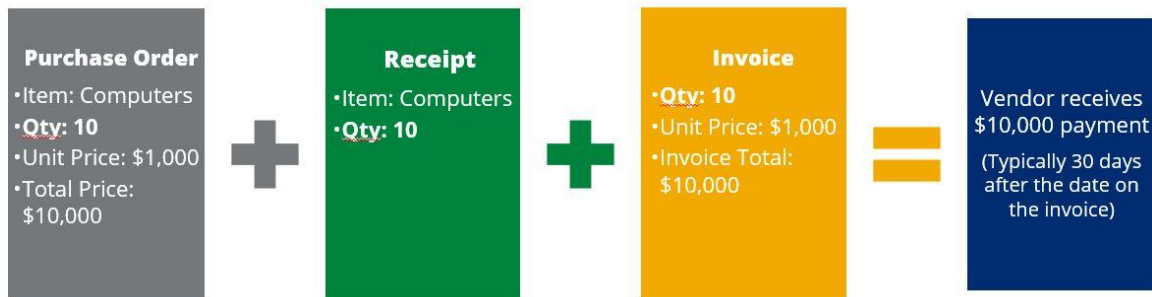 Purchase Order
•Item: Computers
•Qty: 10
•Unit Price: $1,000
•Total Price:
$10,000
Receipt
•Item: Computers
•Qty: 10
Invoice
•Qty: 10
•Unit Price: $1,000
•Invoice Total:
$10,000
Vendor receives
$10,000 payment
(Typically 30 days
after the date on
the invoice)